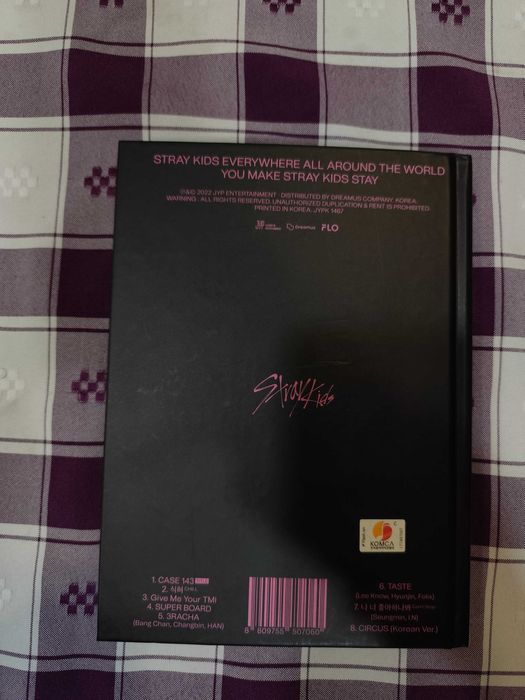 STRAY KIDS EVERYWHERE ALL AROUND THE WORLD
YOU MAKE STRAY KIDS STAY
℗&© 2022 JYP ENTERTAINMENT DISTRIBUTED BY DREAMUS COMPANY. KOREA.
WARNING : ALL RIGHTS RESERVED. UNAUTHORIZED DUPLICATION & RENT IS PROHIBITED.
PRINTED IN KOREA. JYPK 1467
Dreamus FLO
Stray Kids
KOMCA
1. CASE 143 TITLE
2. 식혀 CHILL
3. Give Me Your TMI
4. SUPER BOARD
5. 3RACHA
(Bang Chan, Changbin, HAN)
8 809755 507060
6. TASTE
(Lee Know, Hyunjin, Felix)
7. 나 너 좋아하나봐 Can't Stop
(Seungmin, I.N)
8. CIRCUS (Korean Ver.)